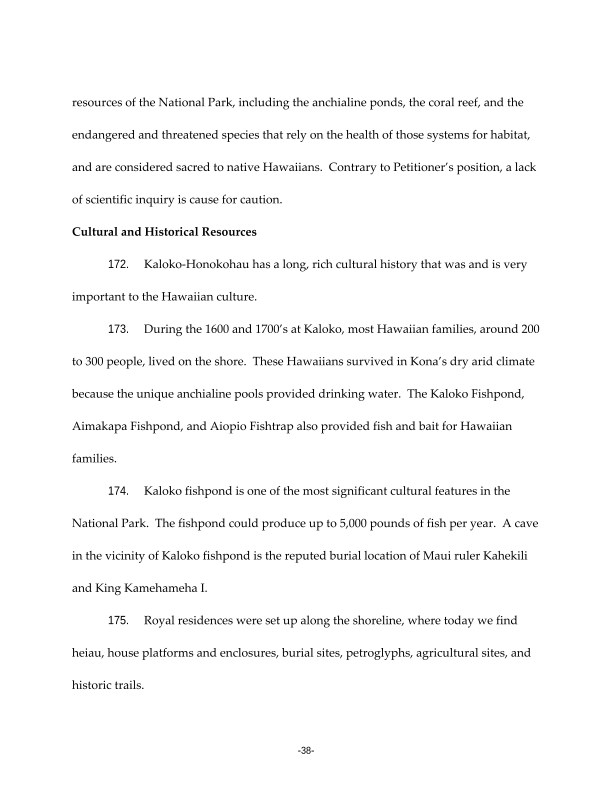 resources of the National Park, including the anchialine ponds, the coral reef, and the
endangered and threatened species that rely on the health of those systems for habitat,
and are considered sacred to native Hawaiians.  Contrary to Petitioner’s position, a lack
of scientific inquiry is cause for caution.
Cultural and Historical Resources
172. Kaloko-Honokohau has a long, rich cultural history that was and is very
important to the Hawaiian culture.
173. During the 1600 and 1700’s at Kaloko, most Hawaiian families, around 200
to 300 people, lived on the shore.  These Hawaiians survived in Kona’s dry arid climate
because the unique anchialine pools provided drinking water.  The Kaloko Fishpond,
Aimakapa Fishpond, and Aiopio Fishtrap also provided fish and bait for Hawaiian
families.
174. Kaloko fishpond is one of the most significant cultural features in the
National Park.  The fishpond could produce up to 5,000 pounds of fish per year.  A cave
in the vicinity of Kaloko fishpond is the reputed burial location of Maui ruler Kahekili
and King Kamehameha I.
175. Royal residences were set up along the shoreline, where today we find
heiau, house platforms and enclosures, burial sites, petroglyphs, agricultural sites, and
historic trails.
-38-